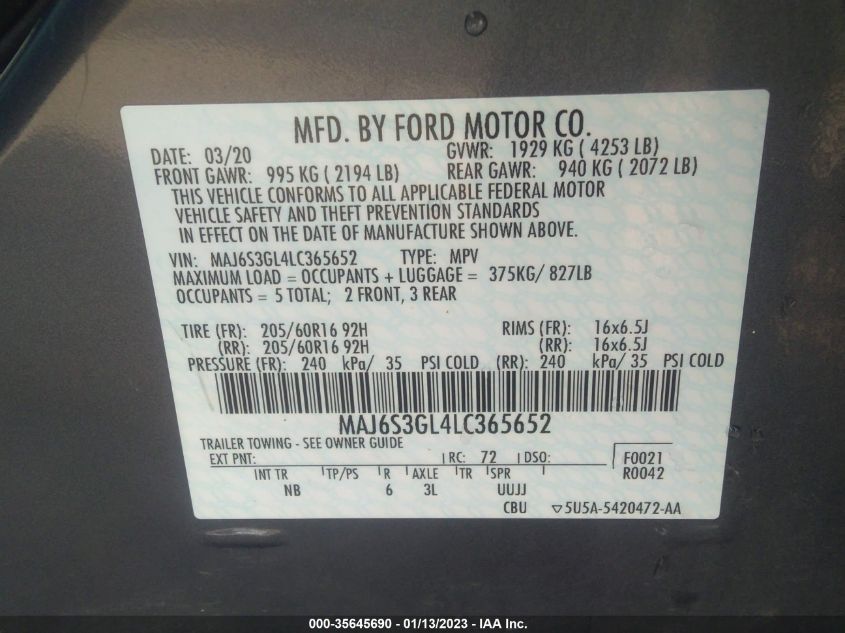 MFD. BY FORD MOTOR CO.
DATE: 03/20 GVWR: 1929 KG ( 4253 LB)
FRONT GAWR: 995 KG ( 2194 LB) REAR GAWR: 940 KG ( 2072 LB)
THIS VEHICLE CONFORMS TO ALL APPLICABLE FEDERAL MOTOR
VEHICLE SAFETY AND THEFT PREVENTION STANDARDS
IN EFFECT ON THE DATE OF MANUFACTURE SHOWN ABOVE.
VIN: MAJ6S3GL4LC365652 TYPE: MPV
MAXIMUM LOAD = OCCUPANTS + LUGGAGE = 375KG/ 827LB
OCCUPANTS = 5 TOTAL; 2 FRONT, 3 REAR
TIRE (FR): 205/60R16 92H RIMS (FR): 16x6.5J
(RR): 205/60R16 92H (RR): 16x6.5J
PRESSURE (FR): 240 kPa/ 35 PSI COLD (RR): 240 kPa/ 35 PSI COLD
MAJ6S3GL4LC365652
TRAILER TOWING - SEE OWNER GUIDE
EXT PNT: RC: 72 DSO: F0021
INT TR TP/PS R AXLE TR SPR R0042
NB 6 3L UUJJ
CBU ▽5U5A-5420472-AA
000-35645690 - 01/13/2023 - IAA Inc.